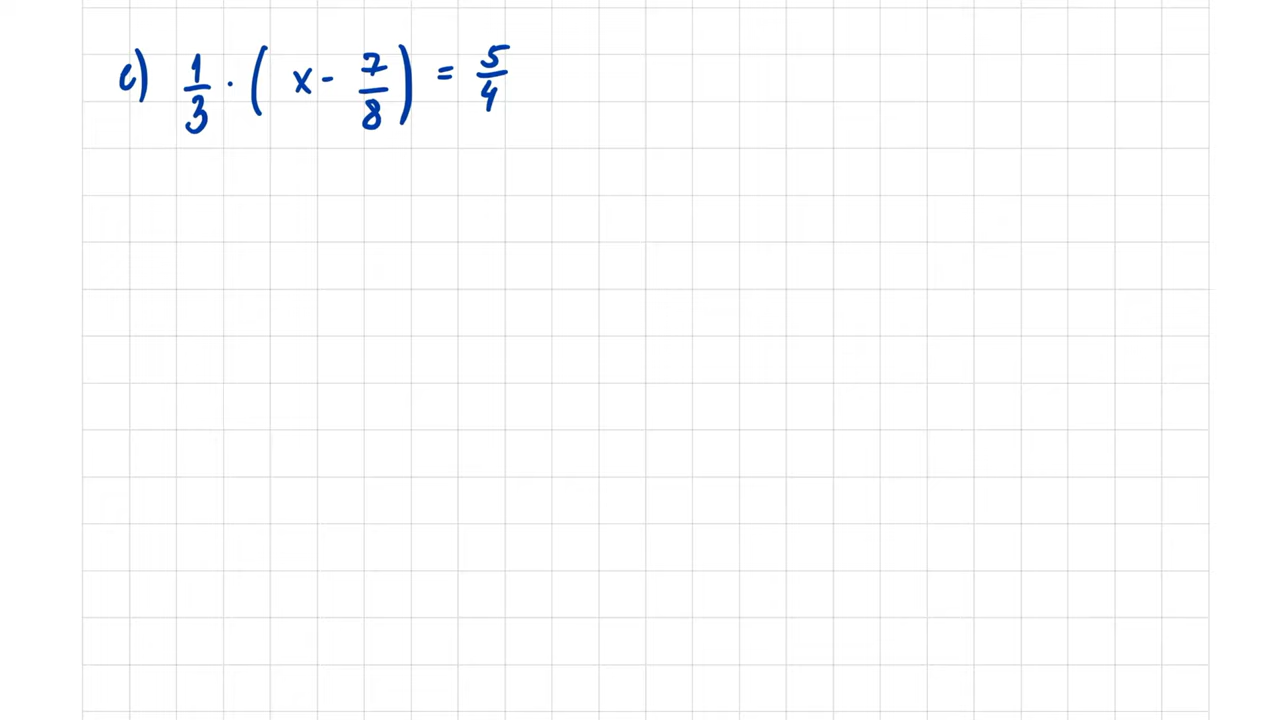 c) 1/3 · ( x - 7/8 ) = 5/4